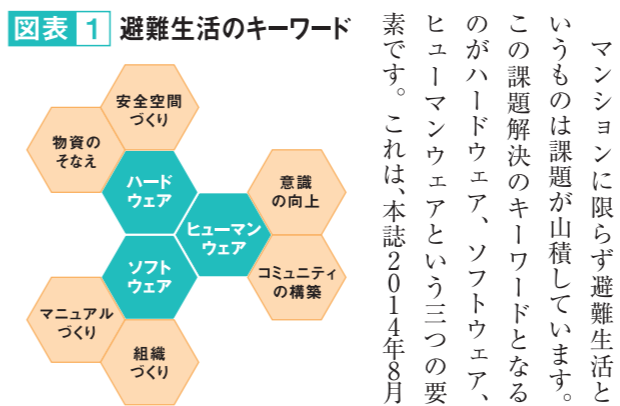 図表1 避難生活のキーワード
安全空間
づくり
物資の
そなえ
ハード
ウェア
意識
の向上
ヒューマン
ウェア
ソフト
ウェア
コミュニティ
の構築
マニュアル
づくり
組織
づくり
マンションに限らず避難生活と
いうものは課題が山積しています。
この課題解決のキーワードとなる
のがハードウェア、ソフトウェア、
ヒューマンウェアという三つの要
素です。これは、本誌2014年8月